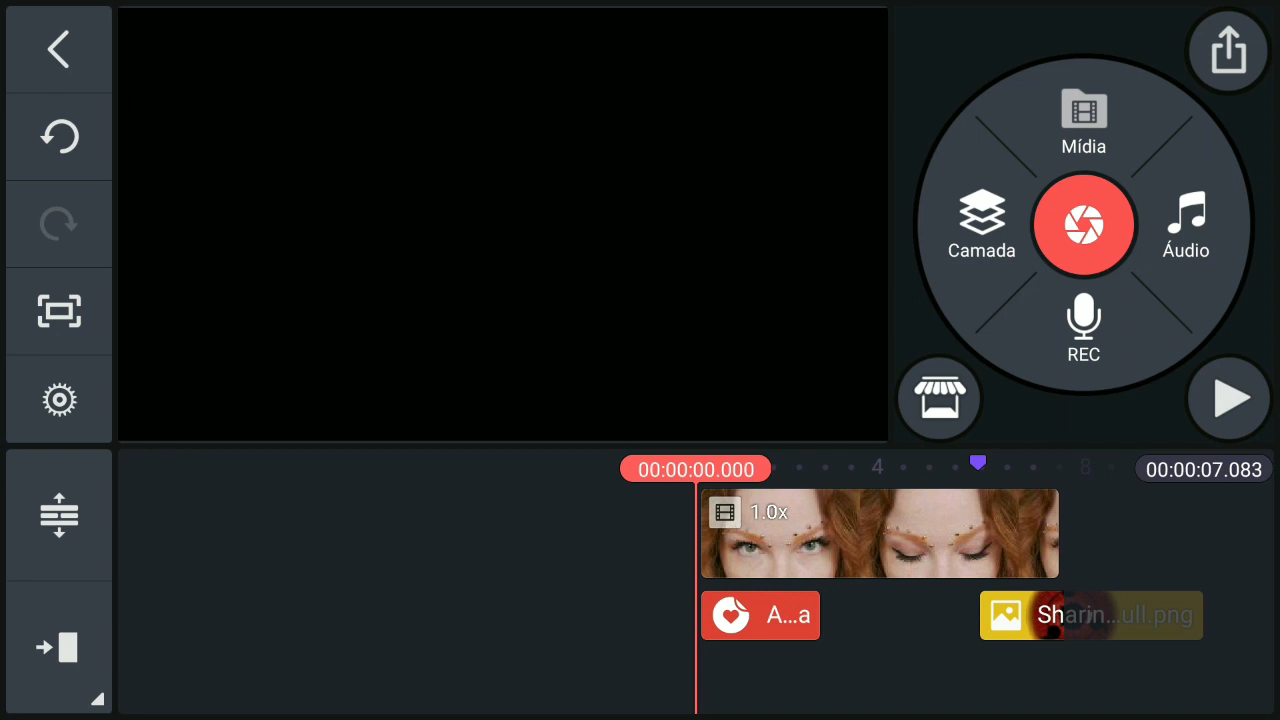 Mídia
Camada
Áudio
REC
00:00:00.000
4
8
00:00:07.083
1.0x
A...a
Sharin...ull.png